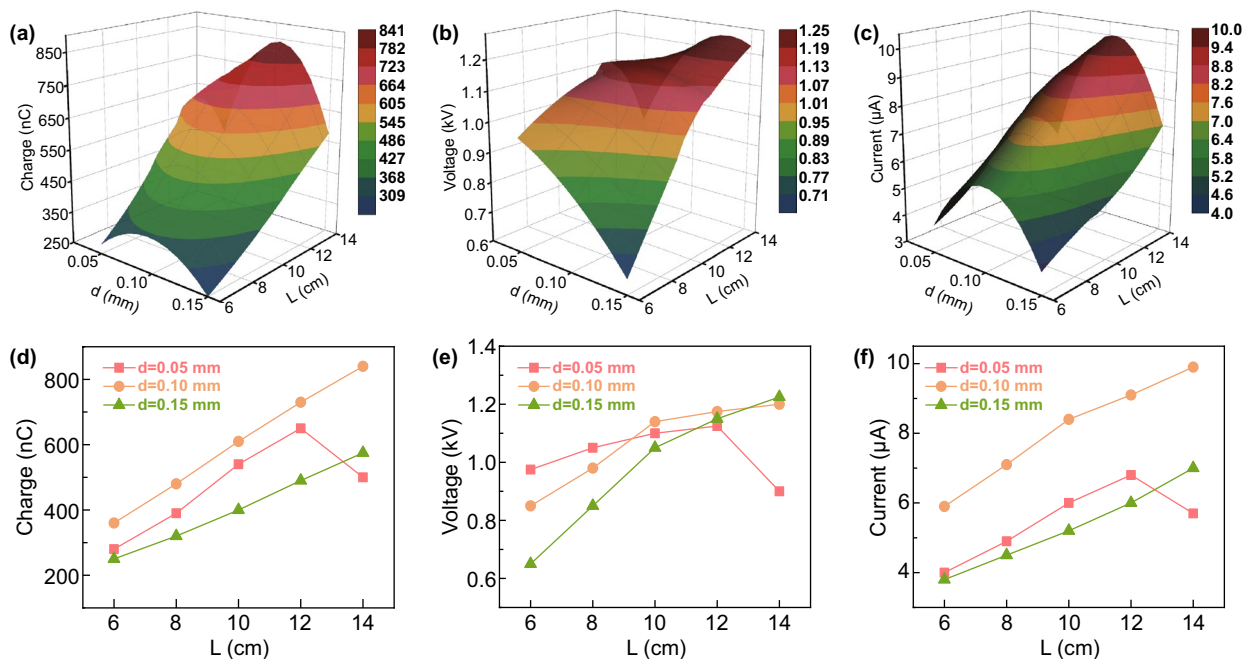 (a)
Charge (nC)
850
750
650
550
450
350
250
0.05
0.10
0.15
d (mm)
6
8
10
12
14
L (cm)
841
782
723
664
605
545
486
427
368
309
(b)
Voltage (kV)
1.2
1.1
1.0
0.9
0.8
0.7
0.6
0.05
0.10
0.15
d (mm)
6
8
10
12
14
L (cm)
1.25
1.19
1.13
1.07
1.01
0.95
0.89
0.83
0.77
0.71
(c)
Current (μA)
10
9
8
7
6
5
4
3
0.05
0.10
0.15
d (mm)
6
8
10
12
14
L (cm)
10.0
9.4
8.8
8.2
7.6
7.0
6.4
5.8
5.2
4.6
4.0
(d)
d=0.05 mm
d=0.10 mm
d=0.15 mm
Charge (nC)
800
600
400
200
6 8 10 12 14
L (cm)
(e)
d=0.05 mm
d=0.10 mm
d=0.15 mm
Voltage (kV)
1.4
1.2
1.0
0.8
0.6
6 8 10 12 14
L (cm)
(f)
d=0.05 mm
d=0.10 mm
d=0.15 mm
Current (μA)
10
8
6
4
6 8 10 12 14
L (cm)